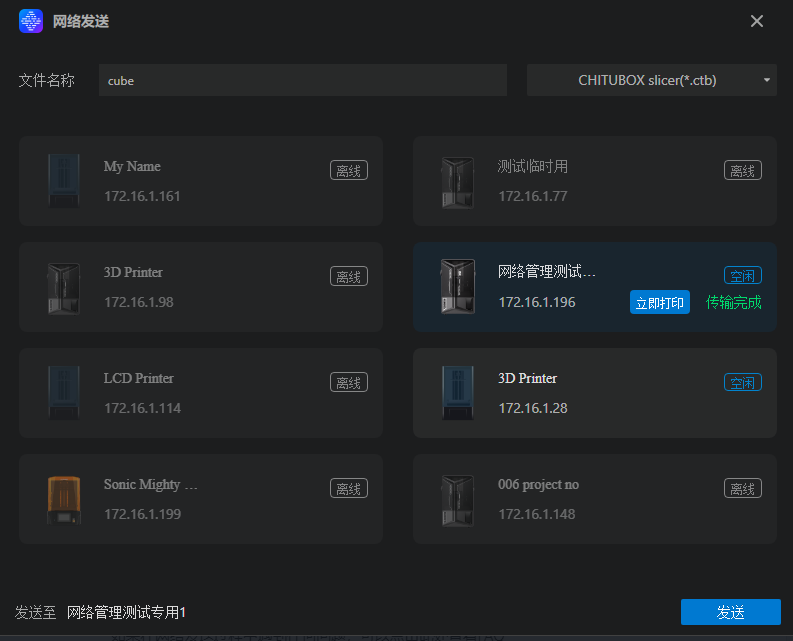 网络发送
文件名称 cube CHITUBOX slicer(*.ctb)
My Name 离线
172.16.1.161
测试临时用 离线
172.16.1.77
3D Printer 离线
172.16.1.98
网络管理测试... 空闲
172.16.1.196 立即打印 传输完成
LCD Printer 离线
172.16.1.114
3D Printer 空闲
172.16.1.28
Sonic Mighty ... 离线
172.16.1.199
006 project no 离线
172.16.1.148
发送至 网络管理测试专用1 发送